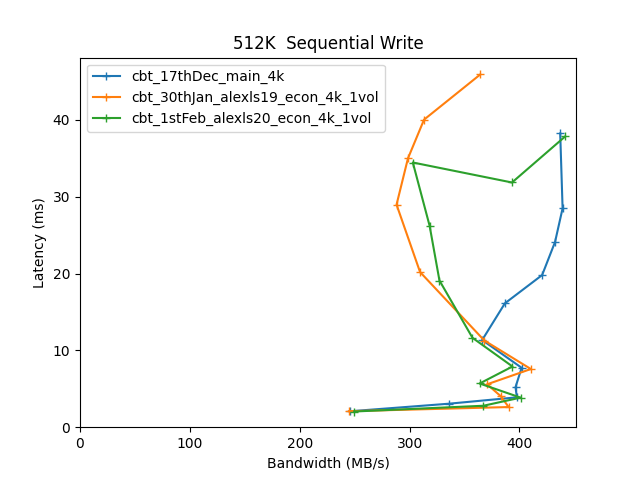 512K  Sequential Write
cbt_17thDec_main_4k
cbt_30thJan_alexls19_econ_4k_1vol
cbt_1stFeb_alexls20_econ_4k_1vol
Latency (ms)
40
30
20
10
0
0 100 200 300 400
Bandwidth (MB/s)